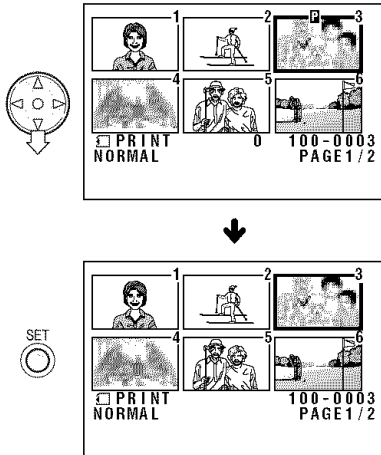 1 2 P 3
4 5 6
PRINT 0 100-0003
NORMAL PAGE1/2
SET
1 2 3
4 5 6
PRINT 100-0003
NORMAL PAGE1/2